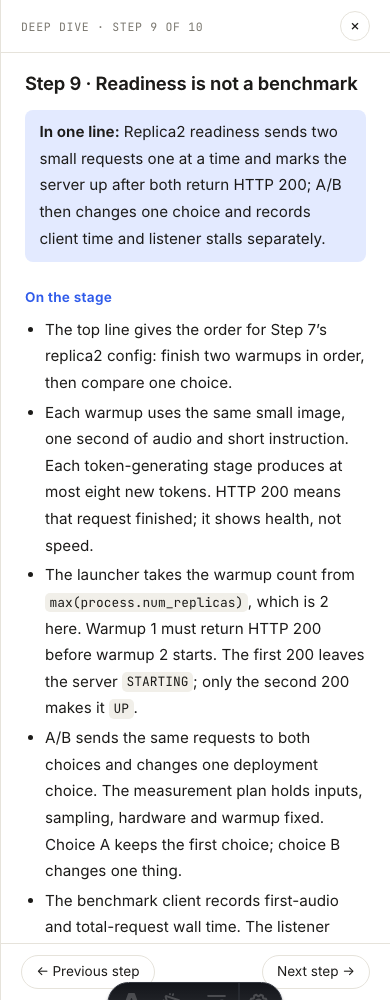 DEEP DIVE · STEP 9 OF 10
×
Step 9 · Readiness is not a benchmark
In one line: Replica2 readiness sends two
small requests one at a time and marks the
server up after both return HTTP 200; A/B
then changes one choice and records
client time and listener stalls separately.
On the stage
• The top line gives the order for Step 7’s
replica2 config: finish two warmups in order,
then compare one choice.
• Each warmup uses the same small image,
one second of audio and short instruction.
Each token-generating stage produces at
most eight new tokens. HTTP 200 means
that request finished; it shows health, not
speed.
• The launcher takes the warmup count from
max(process.num_replicas), which is 2
here. Warmup 1 must return HTTP 200
before warmup 2 starts. The first 200 leaves
the server STARTING; only the second 200
makes it UP.
• A/B sends the same requests to both
choices and changes one deployment
choice. The measurement plan holds inputs,
sampling, hardware and warmup fixed.
Choice A keeps the first choice; choice B
changes one thing.
• The benchmark client records first-audio
and total-request wall time. The listener
← Previous step
Next step →